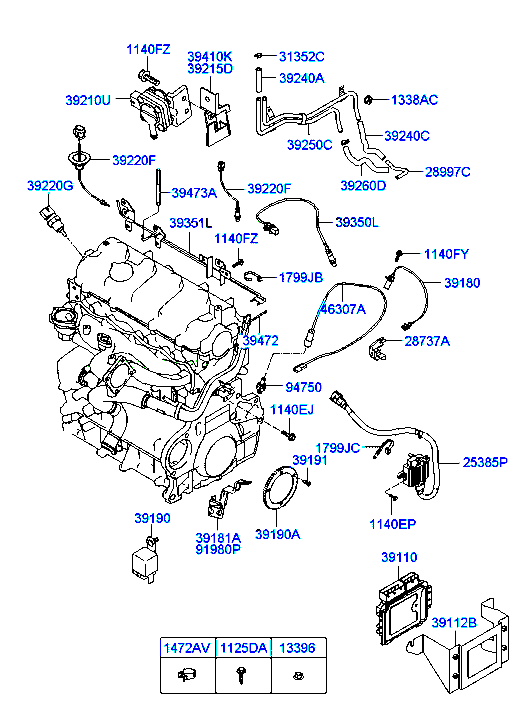 1140FZ
39410K
39215D
31352C
39240A
39210U
1338AC
39250C
39240C
39220F
28997C
39220G
39473A
39220F
39260D
39351L
39350L
1140FZ
1140FY
1799JB
39180
46307A
39472
28737A
94750
1140EJ
1799JC
39191
25385P
39190
39181A
91980P
39190A
1140EP
39110
39112B
1472AV 1125DA 13396